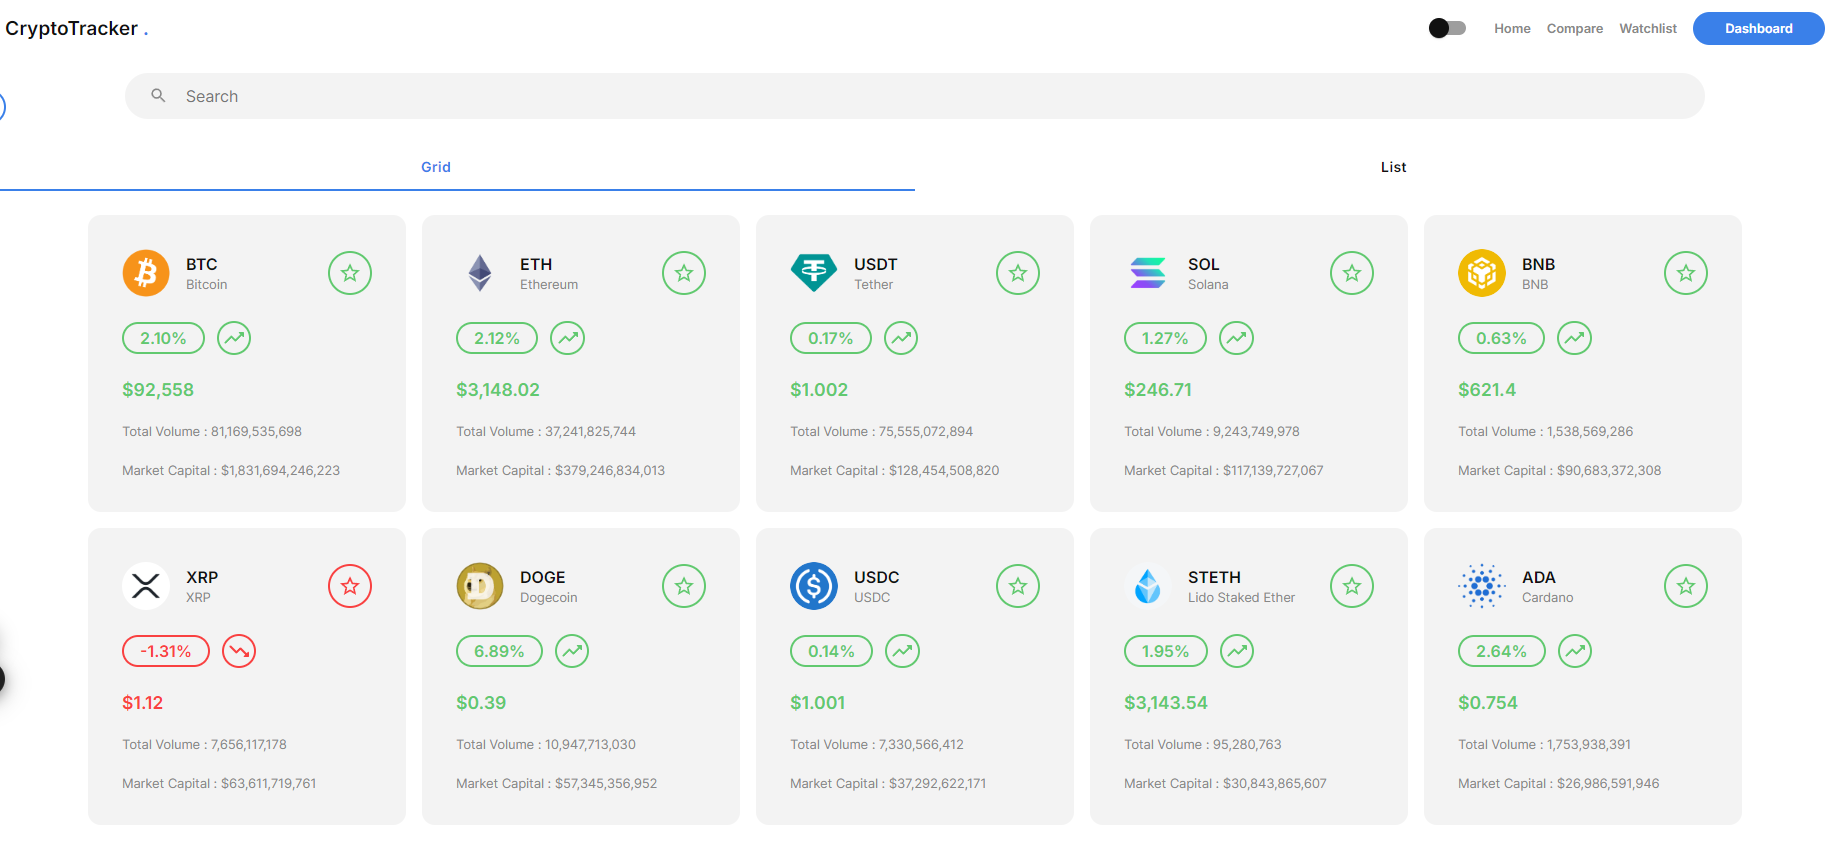 CryptoTracker .
Home Compare Watchlist Dashboard
Search
Grid List
BTC
Bitcoin
2.10%
$92,558
Total Volume : 81,169,535,698
Market Capital : $1,831,694,246,223
ETH
Ethereum
2.12%
$3,148.02
Total Volume : 37,241,825,744
Market Capital : $379,246,834,013
USDT
Tether
0.17%
$1.002
Total Volume : 75,555,072,894
Market Capital : $128,454,508,820
SOL
Solana
1.27%
$246.71
Total Volume : 9,243,749,978
Market Capital : $117,139,727,067
BNB
BNB
0.63%
$621.4
Total Volume : 1,538,569,286
Market Capital : $90,683,372,308
XRP
XRP
-1.31%
$1.12
Total Volume : 7,656,117,178
Market Capital : $63,611,719,761
DOGE
Dogecoin
6.89%
$0.39
Total Volume : 10,947,713,030
Market Capital : $57,345,356,952
USDC
USDC
0.14%
$1.001
Total Volume : 7,330,566,412
Market Capital : $37,292,622,171
STETH
Lido Staked Ether
1.95%
$3,143.54
Total Volume : 95,280,763
Market Capital : $30,843,865,607
ADA
Cardano
2.64%
$0.754
Total Volume : 1,753,938,391
Market Capital : $26,986,591,946